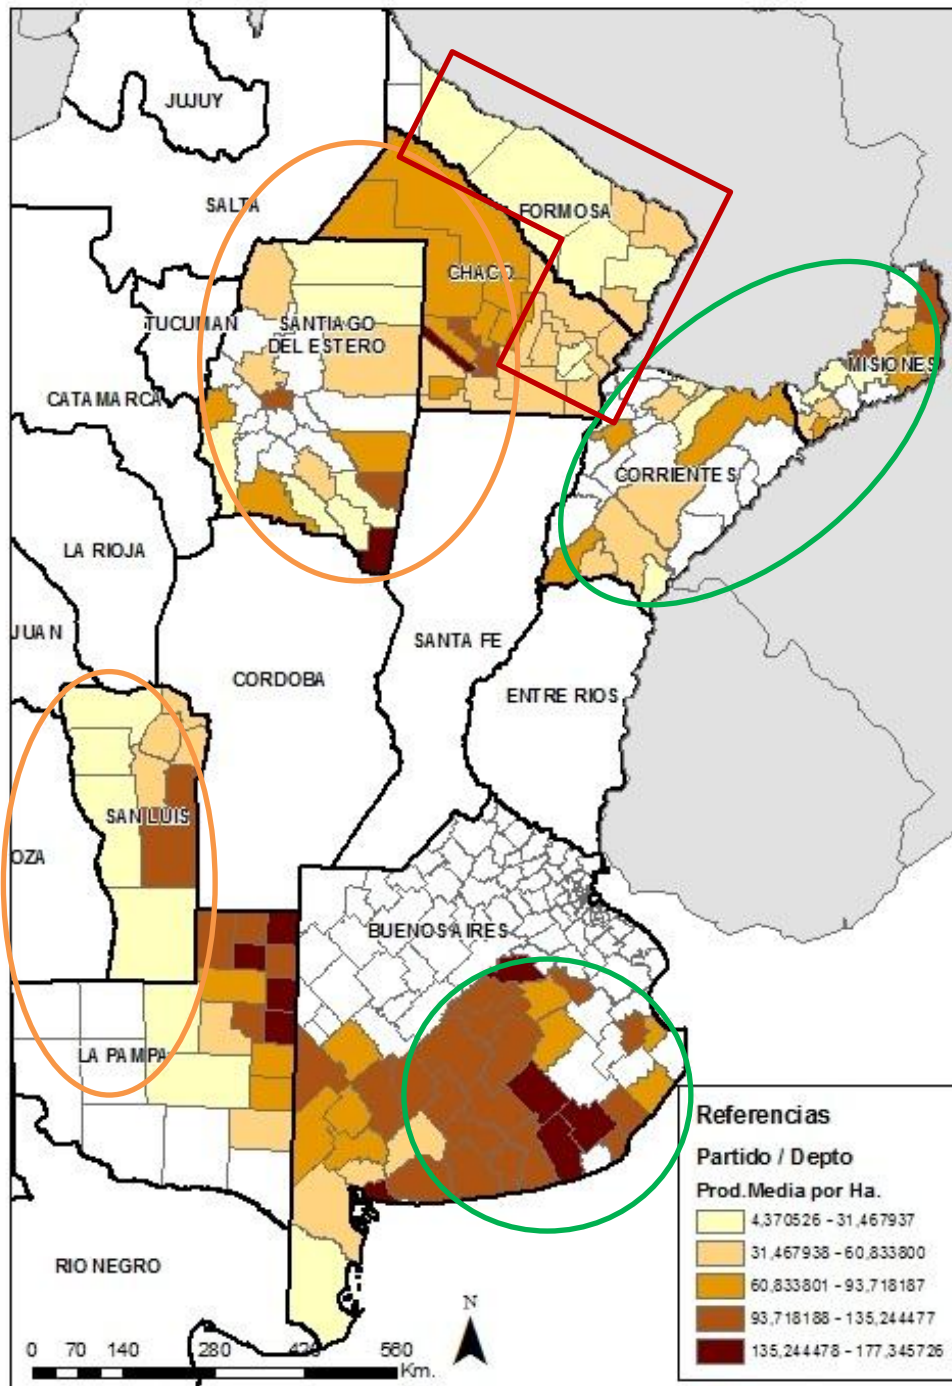 JUJUY
SALTA
FORMOSA
CHACO
TUCUMAN
SANTIAGO
DEL ESTERO
MISIONES
CATAMARCA
CORRIENTES
LA RIOJA
JUAN
SANTA FE
CORDOBA
ENTRE RIOS
SAN LUIS
OZA
BUENOS AIRES
LA PAMPA
RIO NEGRO
Referencias
Partido / Depto
Prod.Media por Ha.
4,370526 - 31,467937
31,467938 - 60,833800
60,833801 - 93,718187
93,718188 - 135,244477
135,244478 - 177,345726
N
0 70 140 280 420 560
Km.